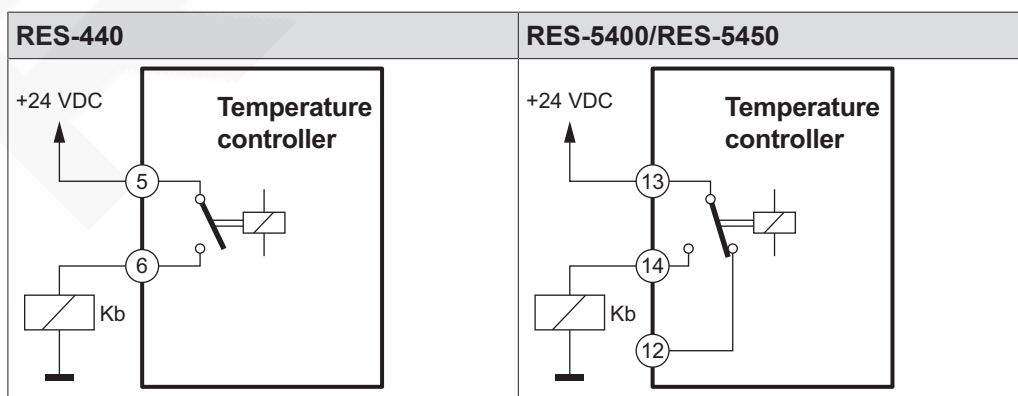 RES-440
RES-5400/RES-5450
+24 VDC
Temperature
controller
5
6
Kb
+24 VDC
Temperature
controller
13
14
Kb
12